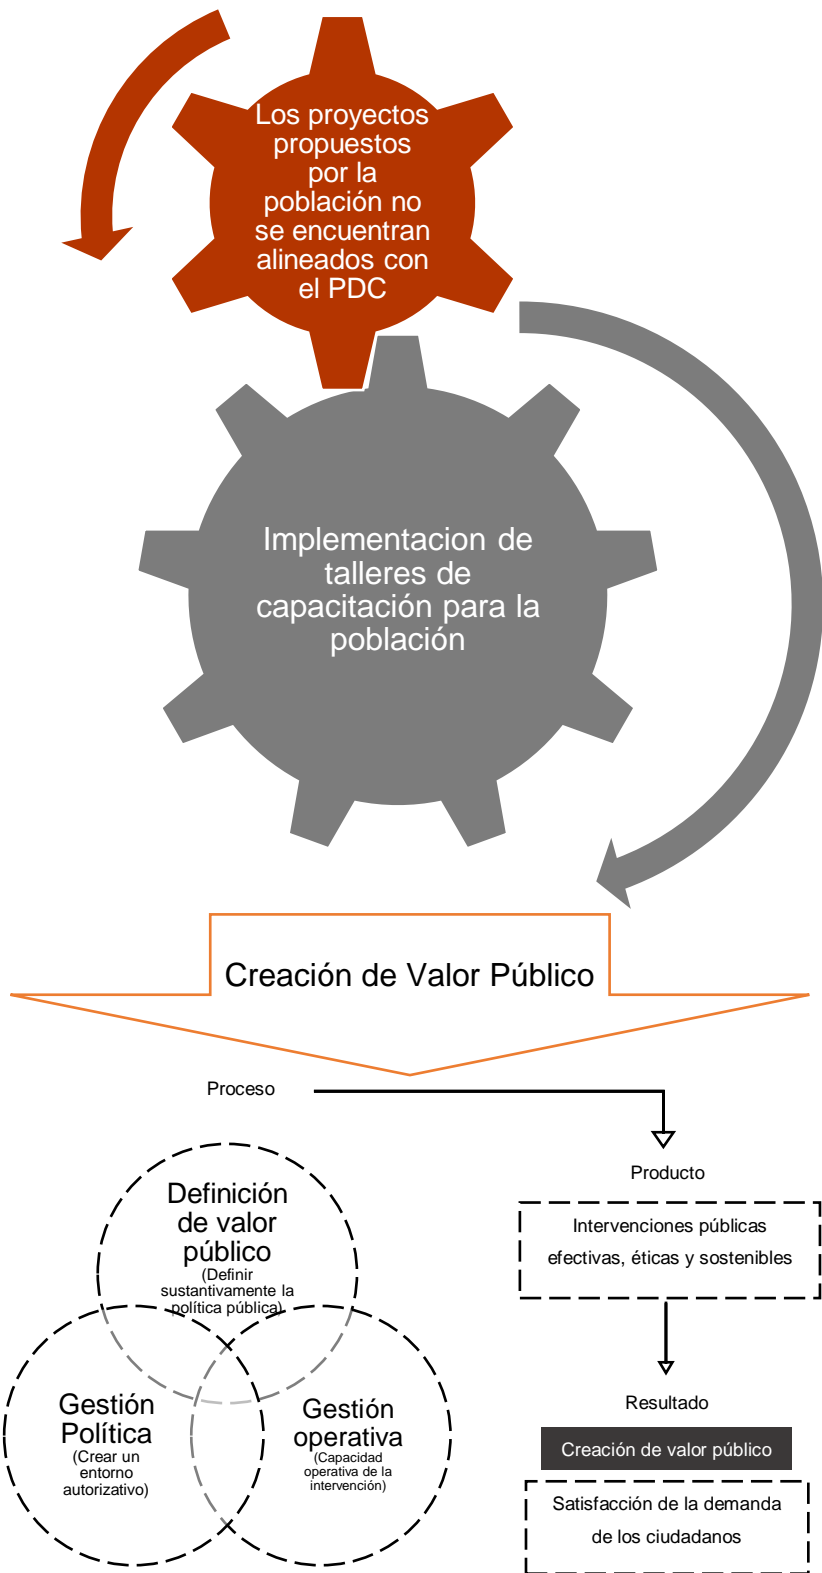 Los proyectos
propuestos
por la
población no
se encuentran
alineados con
el PDC
Implementacion de
talleres de
capacitación para la
población
Creación de Valor Público
Proceso
Definición
de valor
público
(Definir
sustantivamente la
política pública)
Gestión
Política
(Crear un
entorno
autorizativo)
Gestión
operativa
(Capacidad
operativa de la
intervención)
Producto
Intervenciones públicas
efectivas, éticas y sostenibles
Resultado
Creación de valor público
Satisfacción de la demanda
de los ciudadanos